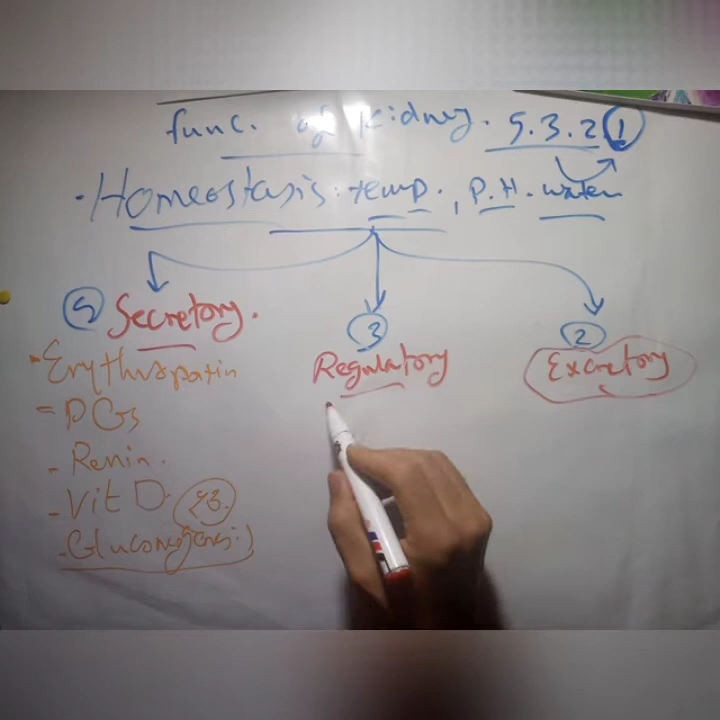 func. of Kidney. 5.3.2 1
• Homeostasis: temp., P.H. water
5 Secretory.
3 Regulatory
2 Excretory
- Erythropoatin
= PGs
- Renin.
- Vit D.
- Gluconeogenesis